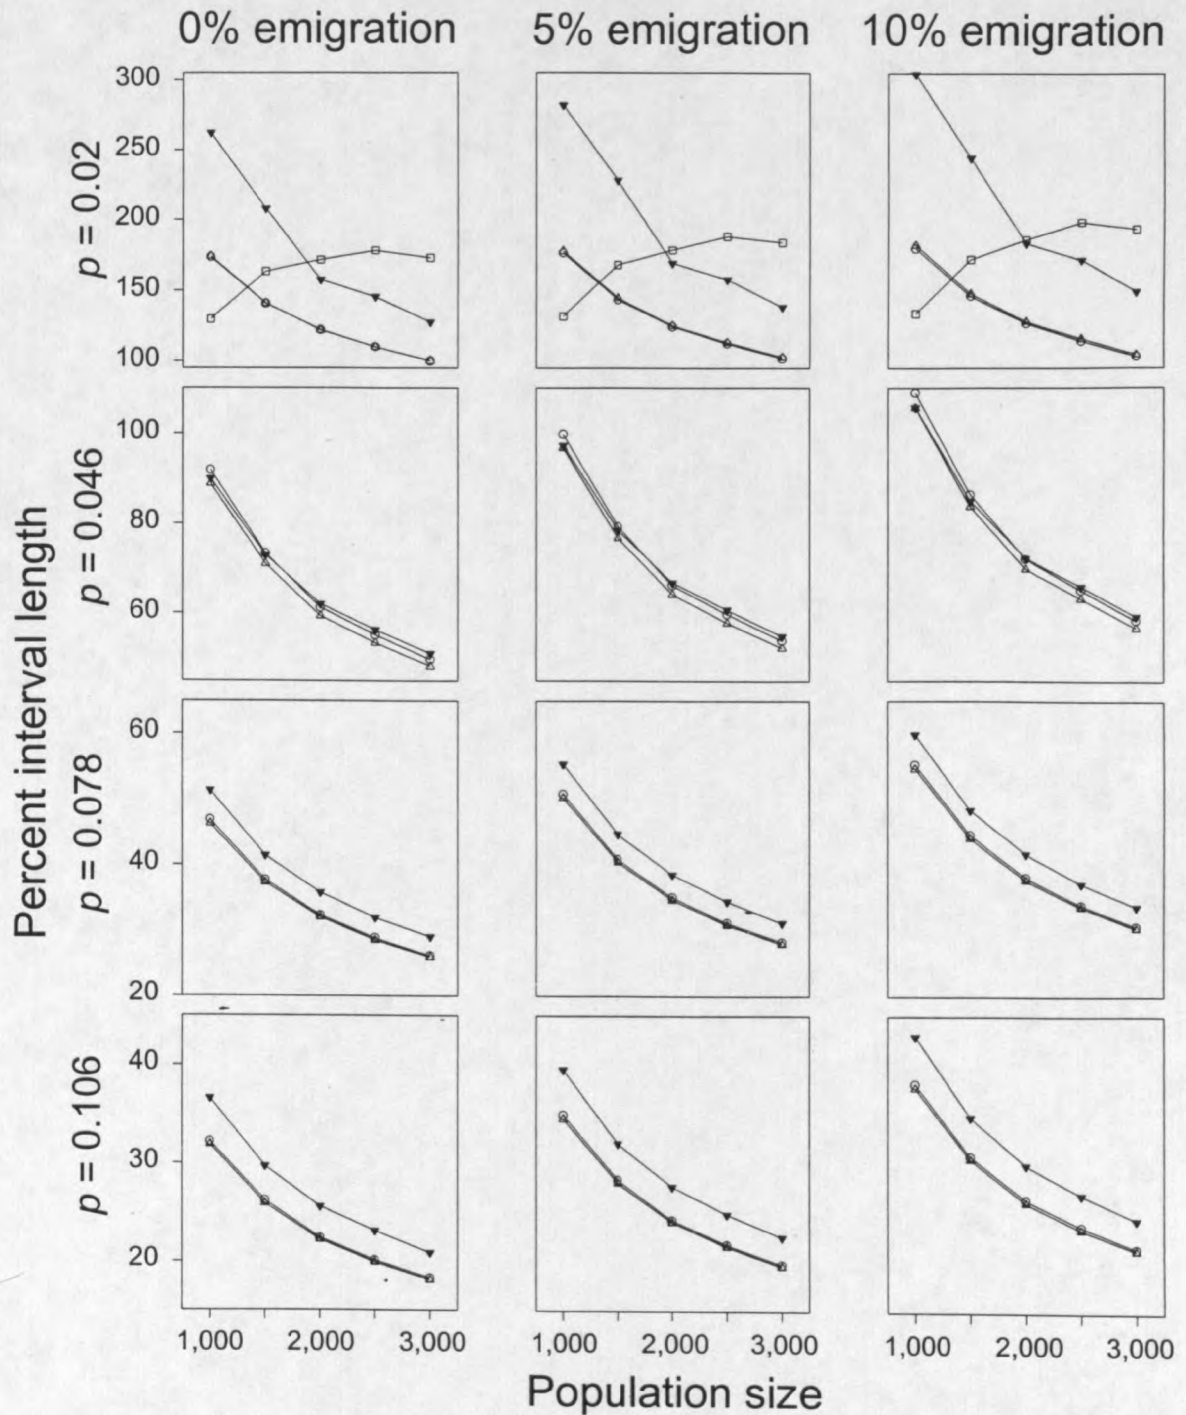 0% emigration 5% emigration 10% emigration
Percent interval length
p = 0.02
300
250
200
150
100
p = 0.046
100
80
60
p = 0.078
60
40
20
p = 0.106
40
30
20
1,000 2,000 3,000 1,000 2,000 3,000 1,000 2,000 3,000
Population size